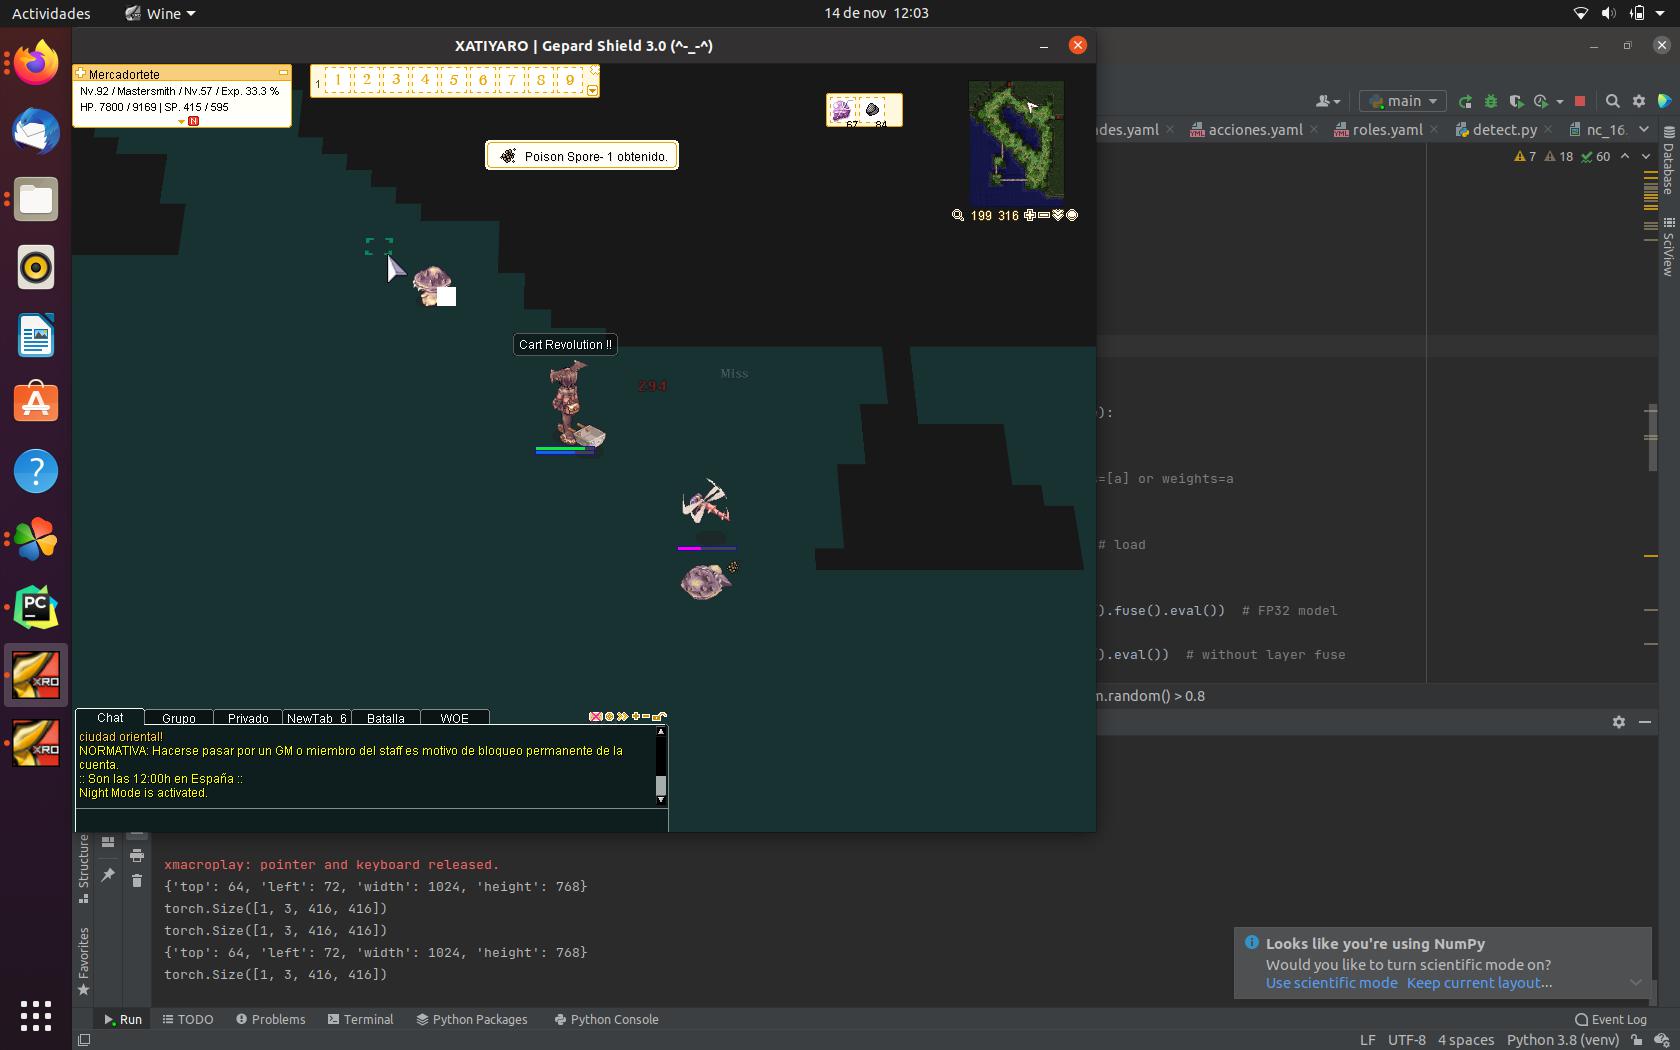 Actividades
Wine
14 de nov 12:03
XATIYARO | Gepard Shield 3.0 (^-_-^)
Mercadortete
Nv.92 / Mastersmith / Nv.57 / Exp. 33.3 %
HP. 7800 / 9169 | SP. 415 / 595
1 1 2 3 4 5 6 7 8 9
67 84
Poison Spore- 1 obtenido.
199 316
Cart Revolution !!
294
Miss
Chat Grupo Privado NewTab_6 Batalla WOE
ciudad oriental!
NORMATIVA: Hacerse pasar por un GM o miembro del staff es motivo de bloqueo permanente de la
cuenta.
:: Son las 12:00h en España ::
Night Mode is activated.
main
des.yaml acciones.yaml roles.yaml detect.py nc_16.
7 18 60
):
=[a] or weights=a
# load
).fuse().eval()) # FP32 model
).eval()) # without layer fuse
m.random() > 0.8
Database
SciView
PC
XRO
XRO
Structure
Favorites
xmacroplay: pointer and keyboard released.
{'top': 64, 'left': 72, 'width': 1024, 'height': 768}
torch.Size([1, 3, 416, 416])
torch.Size([1, 3, 416, 416])
{'top': 64, 'left': 72, 'width': 1024, 'height': 768}
torch.Size([1, 3, 416, 416])
Looks like you're using NumPy
Would you like to turn scientific mode on?
Use scientific mode Keep current layout...
Run TODO Problems Terminal Python Packages Python Console
Event Log
LF UTF-8 4 spaces Python 3.8 (venv)